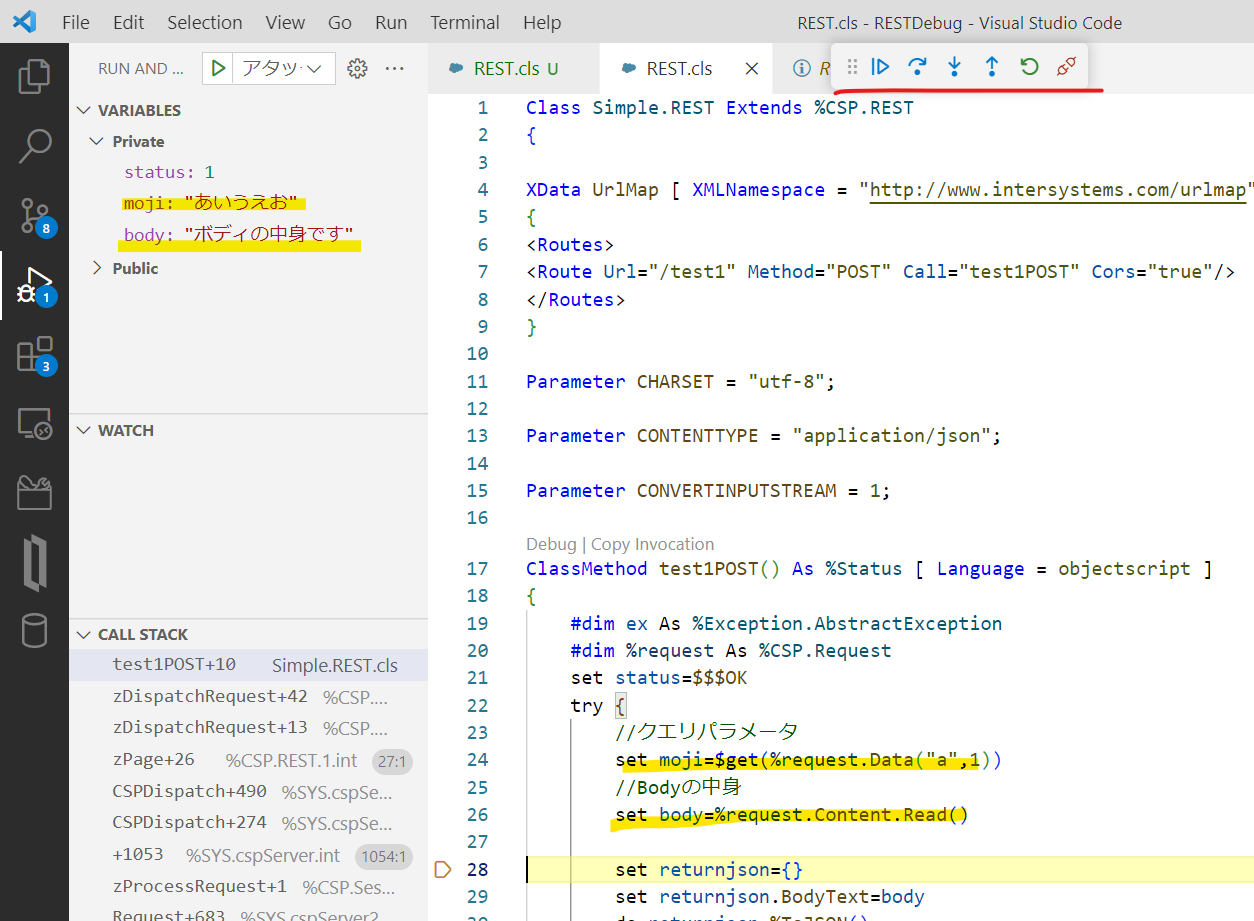 File Edit Selection View Go Run Terminal Help REST.cls - RESTDebug - Visual Studio Code
RUN AND ... アタッ
VARIABLES
Private
status: 1
moji: "あいうえお"
body: "ボディの中身です"
Public
WATCH
CALL STACK
test1POST+10 Simple.REST.cls
zDispatchRequest+42 %CSP....
zDispatchRequest+13 %CSP....
zPage+26 %CSP.REST.1.int 27:1
CSPDispatch+490 %SYS.cspSe...
CSPDispatch+274 %SYS.cspSe...
+1053 %SYS.cspServer.int 1054:1
zProcessRequest+1 %CSP.Ses...
Request+683 %SYS.cspServer2
8
1
3
REST.cls U REST.cls R
1 Class Simple.REST Extends %CSP.REST
2 {
3
4 XData UrlMap [ XMLNamespace = "http://www.intersystems.com/urlmap"
5 {
6 <Routes>
7 <Route Url="/test1" Method="POST" Call="test1POST" Cors="true"/>
8 </Routes>
9 }
10
11 Parameter CHARSET = "utf-8";
12
13 Parameter CONTENTTYPE = "application/json";
14
15 Parameter CONVERTINPUTSTREAM = 1;
16
Debug | Copy Invocation
17 ClassMethod test1POST() As %Status [ Language = objectscript ]
18 {
19 #dim ex As %Exception.AbstractException
20 #dim %request As %CSP.Request
21 set status=$$$OK
22 try {
23 //クエリパラメータ
24 set moji=$get(%request.Data("a",1))
25 //Bodyの中身
26 set body=%request.Content.Read()
27
28 set returnjson={}
29 set returnjson.BodyText=body
30 do returnjson.%ToJSON()